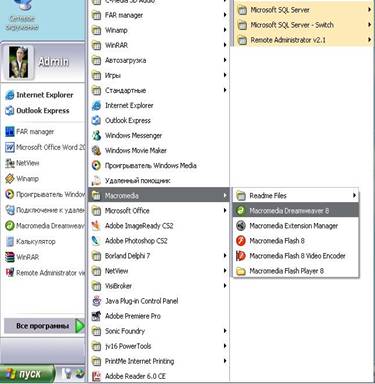 Сетевое
окружение
Admin
Internet Explorer
Outlook Express
FAR manager
Microsoft Office Word 20
NetView
Winamp
Проигрыватель Windows
Подключение к удален
Macromedia Dreamweaver
Калькулятор
WinRAR
Remote Administrator vie
Все программы
пуск
C-Media 3D Audio
FAR manager
Winamp
WinRAR
Автозагрузка
Игры
Стандартные
Internet Explorer
Outlook Express
Windows Messenger
Windows Movie Maker
Проигрыватель Windows Media
Удаленный помощник
Macromedia
Microsoft Office
Adobe ImageReady CS2
Adobe Photoshop CS2
Borland Delphi 7
NetView
VisiBroker
Java Plug-in Control Panel
Adobe Premiere Pro
Sonic Foundry
jv16 PowerTools
PrintMe Internet Printing
Adobe Reader 6.0 CE
Microsoft SQL Server
Microsoft SQL Server - Switch
Remote Administrator v2.1
Readme Files
Macromedia Dreamweaver 8
Macromedia Extension Manager
Macromedia Flash 8
Macromedia Flash 8 Video Encoder
Macromedia Flash Player 8